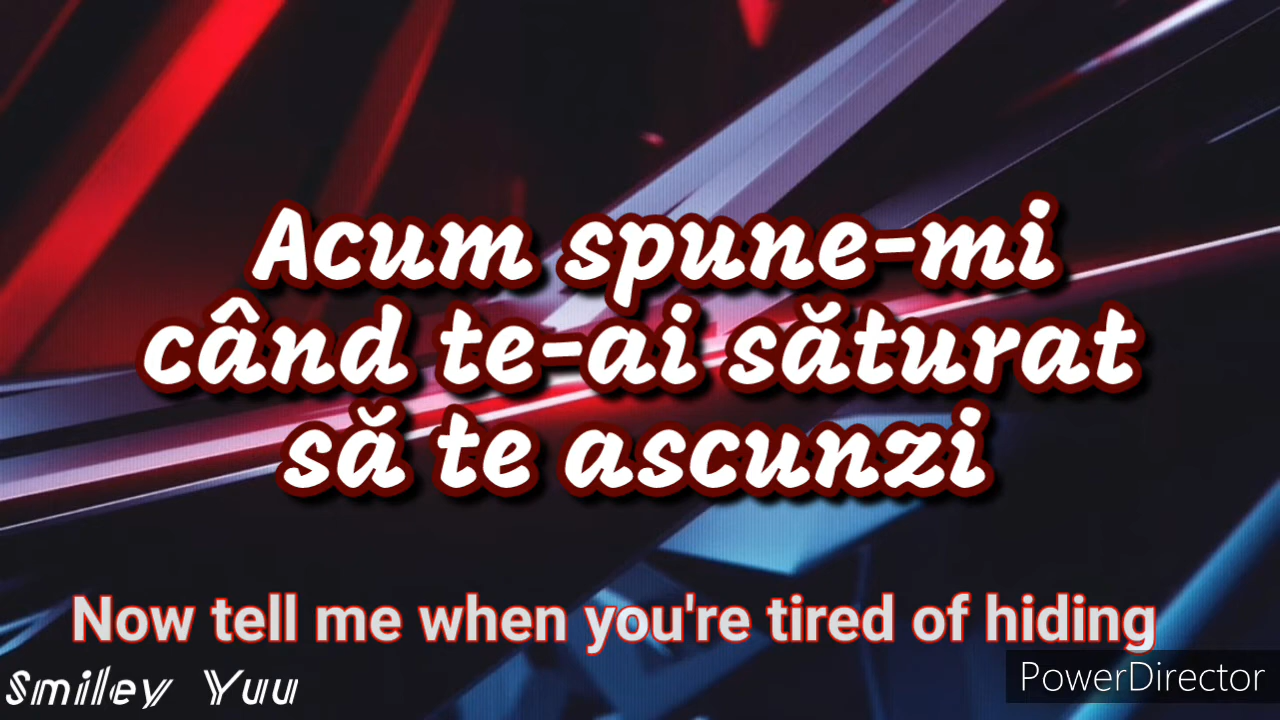 Acum spune-mi
când te-ai săturat
să te ascunzi
Now tell me when you're tired of hiding
Smiley Yuu
PowerDirector